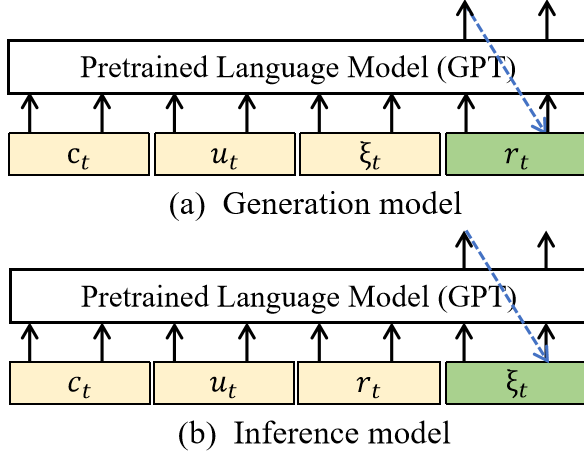 Pretrained Language Model (GPT)
c_t u_t ξ_t r_t
(a) Generation model
Pretrained Language Model (GPT)
c_t u_t r_t ξ_t
(b) Inference model